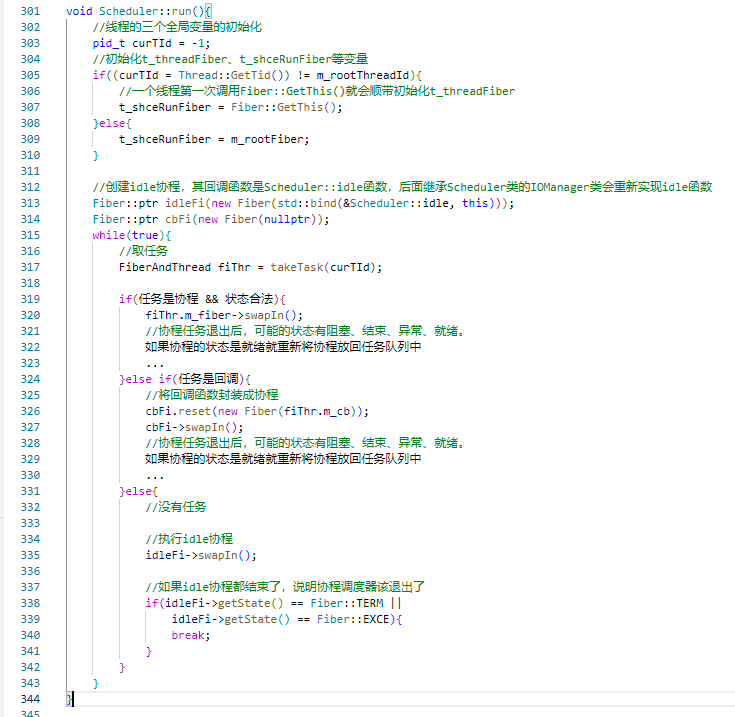 301 void Scheduler::run(){
302     //线程的三个全局变量的初始化
303     pid_t curTId = -1;
304     //初始化t_threadFiber、t_shceRunFiber等变量
305     if((curTId = Thread::GetTid()) != m_rootThreadId){
306         //一个线程第一次调用Fiber::GetThis()就会顺带初始化t_threadFiber
307         t_shceRunFiber = Fiber::GetThis();
308     }else{
309         t_shceRunFiber = m_rootFiber;
310     }
311
312     //创建idle协程，其回调函数是Scheduler::idle函数，后面继承Scheduler类的IOManager类会重新实现idle函数
313     Fiber::ptr idleFi(new Fiber(std::bind(&Scheduler::idle, this)));
314     Fiber::ptr cbFi(new Fiber(nullptr));
315     while(true){
316         //取任务
317         FiberAndThread fiThr = takeTask(curTId);
318
319         if(任务是协程 && 状态合法){
320             fiThr.m_fiber->swapIn();
321             //协程任务退出后，可能的状态有阻塞、结束、异常、就绪。
322             如果协程的状态是就绪就重新将协程放回任务队列中
323             ...
324         }else if(任务是回调){
325             //将回调函数封装成协程
326             cbFi.reset(new Fiber(fiThr.m_cb));
327             cbFi->swapIn();
328             //协程任务退出后，可能的状态有阻塞、结束、异常、就绪。
329             如果协程的状态是就绪就重新将协程放回任务队列中
330             ...
331         }else{
332             //没有任务
333
334             //执行idle协程
335             idleFi->swapIn();
336
337             //如果idle协程都结束了，说明协程调度器该退出了
338             if(idleFi->getState() == Fiber::TERM ||
339                 idleFi->getState() == Fiber::EXCE){
340                 break;
341             }
342         }
343     }
344 }
345